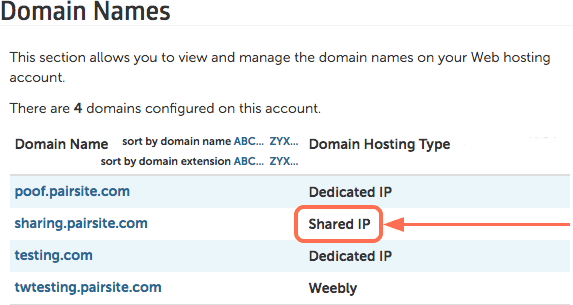 Domain Names
This section allows you to view and manage the domain names on your Web hosting
account.
There are 4 domains configured on this account.
Domain Name sort by domain name ABC... ZYX... Domain Hosting Type
sort by domain extension ABC... ZYX...
poof.pairsite.com Dedicated IP
sharing.pairsite.com Shared IP
testing.com Dedicated IP
twtesting.pairsite.com Weebly